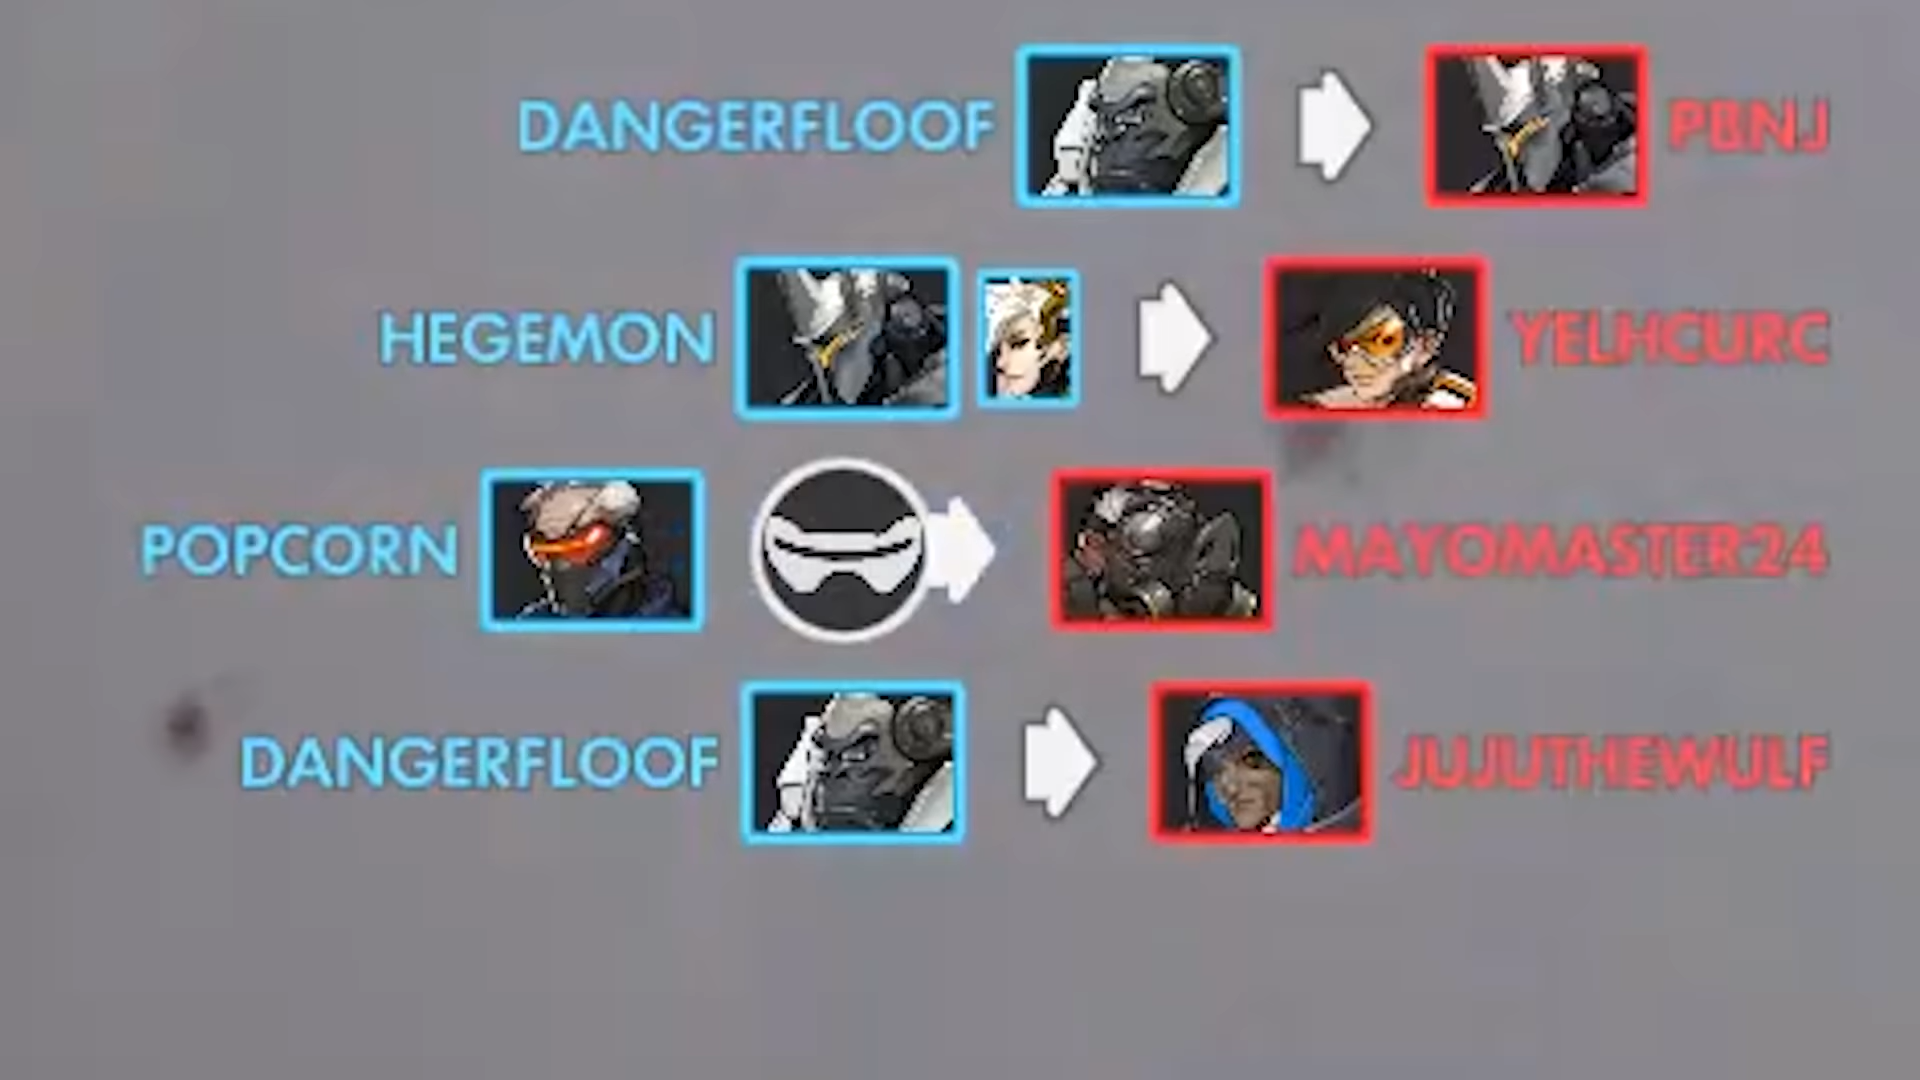 DANGERFLOOF PBNJ
HEGEMON YELHCURC
POPCORN MAYOMASTER24
DANGERFLOOF JUJUTHEWULF